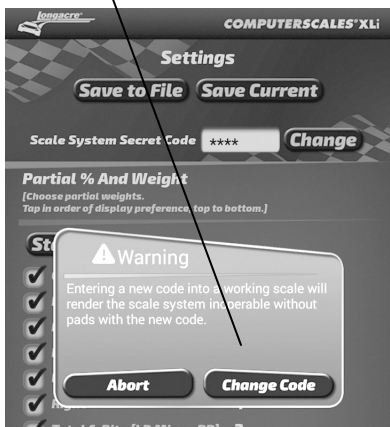 longacre®
COMPUTERSCALES®XLi
Settings
Save to File Save Current
Scale System Secret Code **** Change
Partial % And Weight
[Choose partial weights.
Tap in order of display preference, top to bottom.]
Warning
Entering a new code into a working scale will
render the scale system inoperable without
pads with the new code.
Abort Change Code